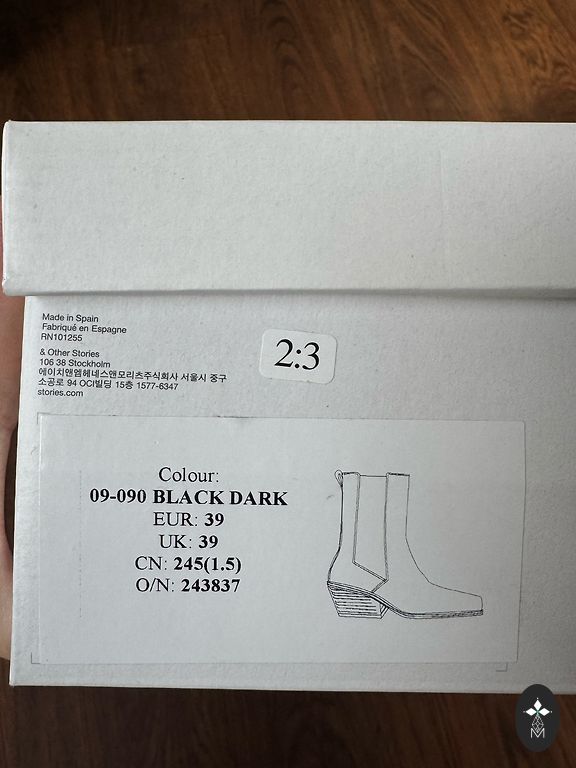 Made in Spain
Fabriqué en Espagne
RN101255
& Other Stories
106 38 Stockholm
에이치앤엠헤네스앤모리츠주식회사 서울시 중구
소공로 94 OCI빌딩 15층 1577-6347
stories.com
2:3
Colour:
09-090 BLACK DARK
EUR: 39
UK: 39
CN: 245(1.5)
O/N: 243837
M